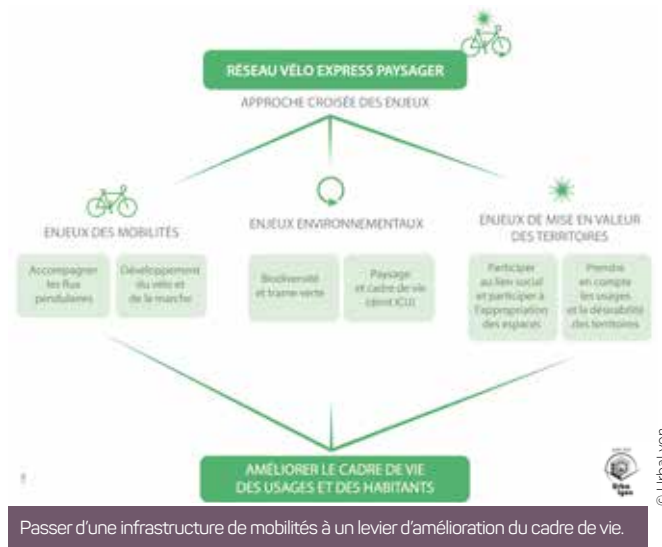 RÉSEAU VÉLO EXPRESS PAYSAGER
APPROCHE CROISÉE DES ENJEUX
ENJEUX DES MOBILITÉS
Accompagner
les flux
pendulaires
Développement
du vélo et
de la marche
ENJEUX ENVIRONNEMENTAUX
Biodiversité
et trame verte
Paysage
et cadre de vie
(dont ICU)
ENJEUX DE MISE EN VALEUR
DES TERRITOIRES
Participer
au lien social
et participer à
l'appropriation
des espaces
Prendre
en compte
les usages
et la désirabilité
des territoires
AMÉLIORER LE CADRE DE VIE
DES USAGES ET DES HABITANTS
Urba
Lyon
© UrbaLyon
Passer d'une infrastructure de mobilités à un levier d'amélioration du cadre de vie.